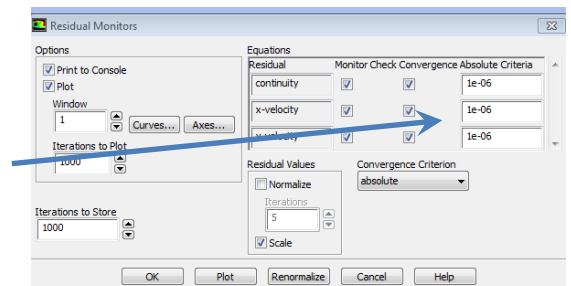 Residual Monitors
Options
Print to Console
Plot
Window
1
Curves...
Axes...
Iterations to Plot
1000
Iterations to Store
1000
Equations
Residual Monitor Check Convergence Absolute Criteria
continuity 1e-06
x-velocity 1e-06
y-velocity 1e-06
Residual Values
Normalize
Iterations
5
Scale
Convergence Criterion
absolute
OK Plot Renormalize Cancel Help